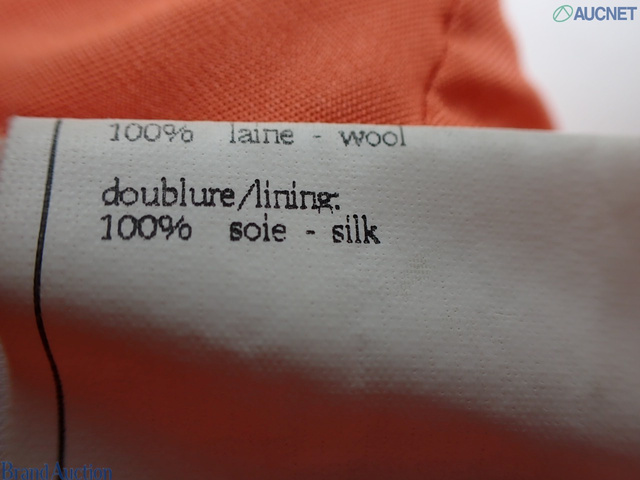 AUCNET
100% laine - wool
doublure/lining:
100% soie - silk
Brand Auction